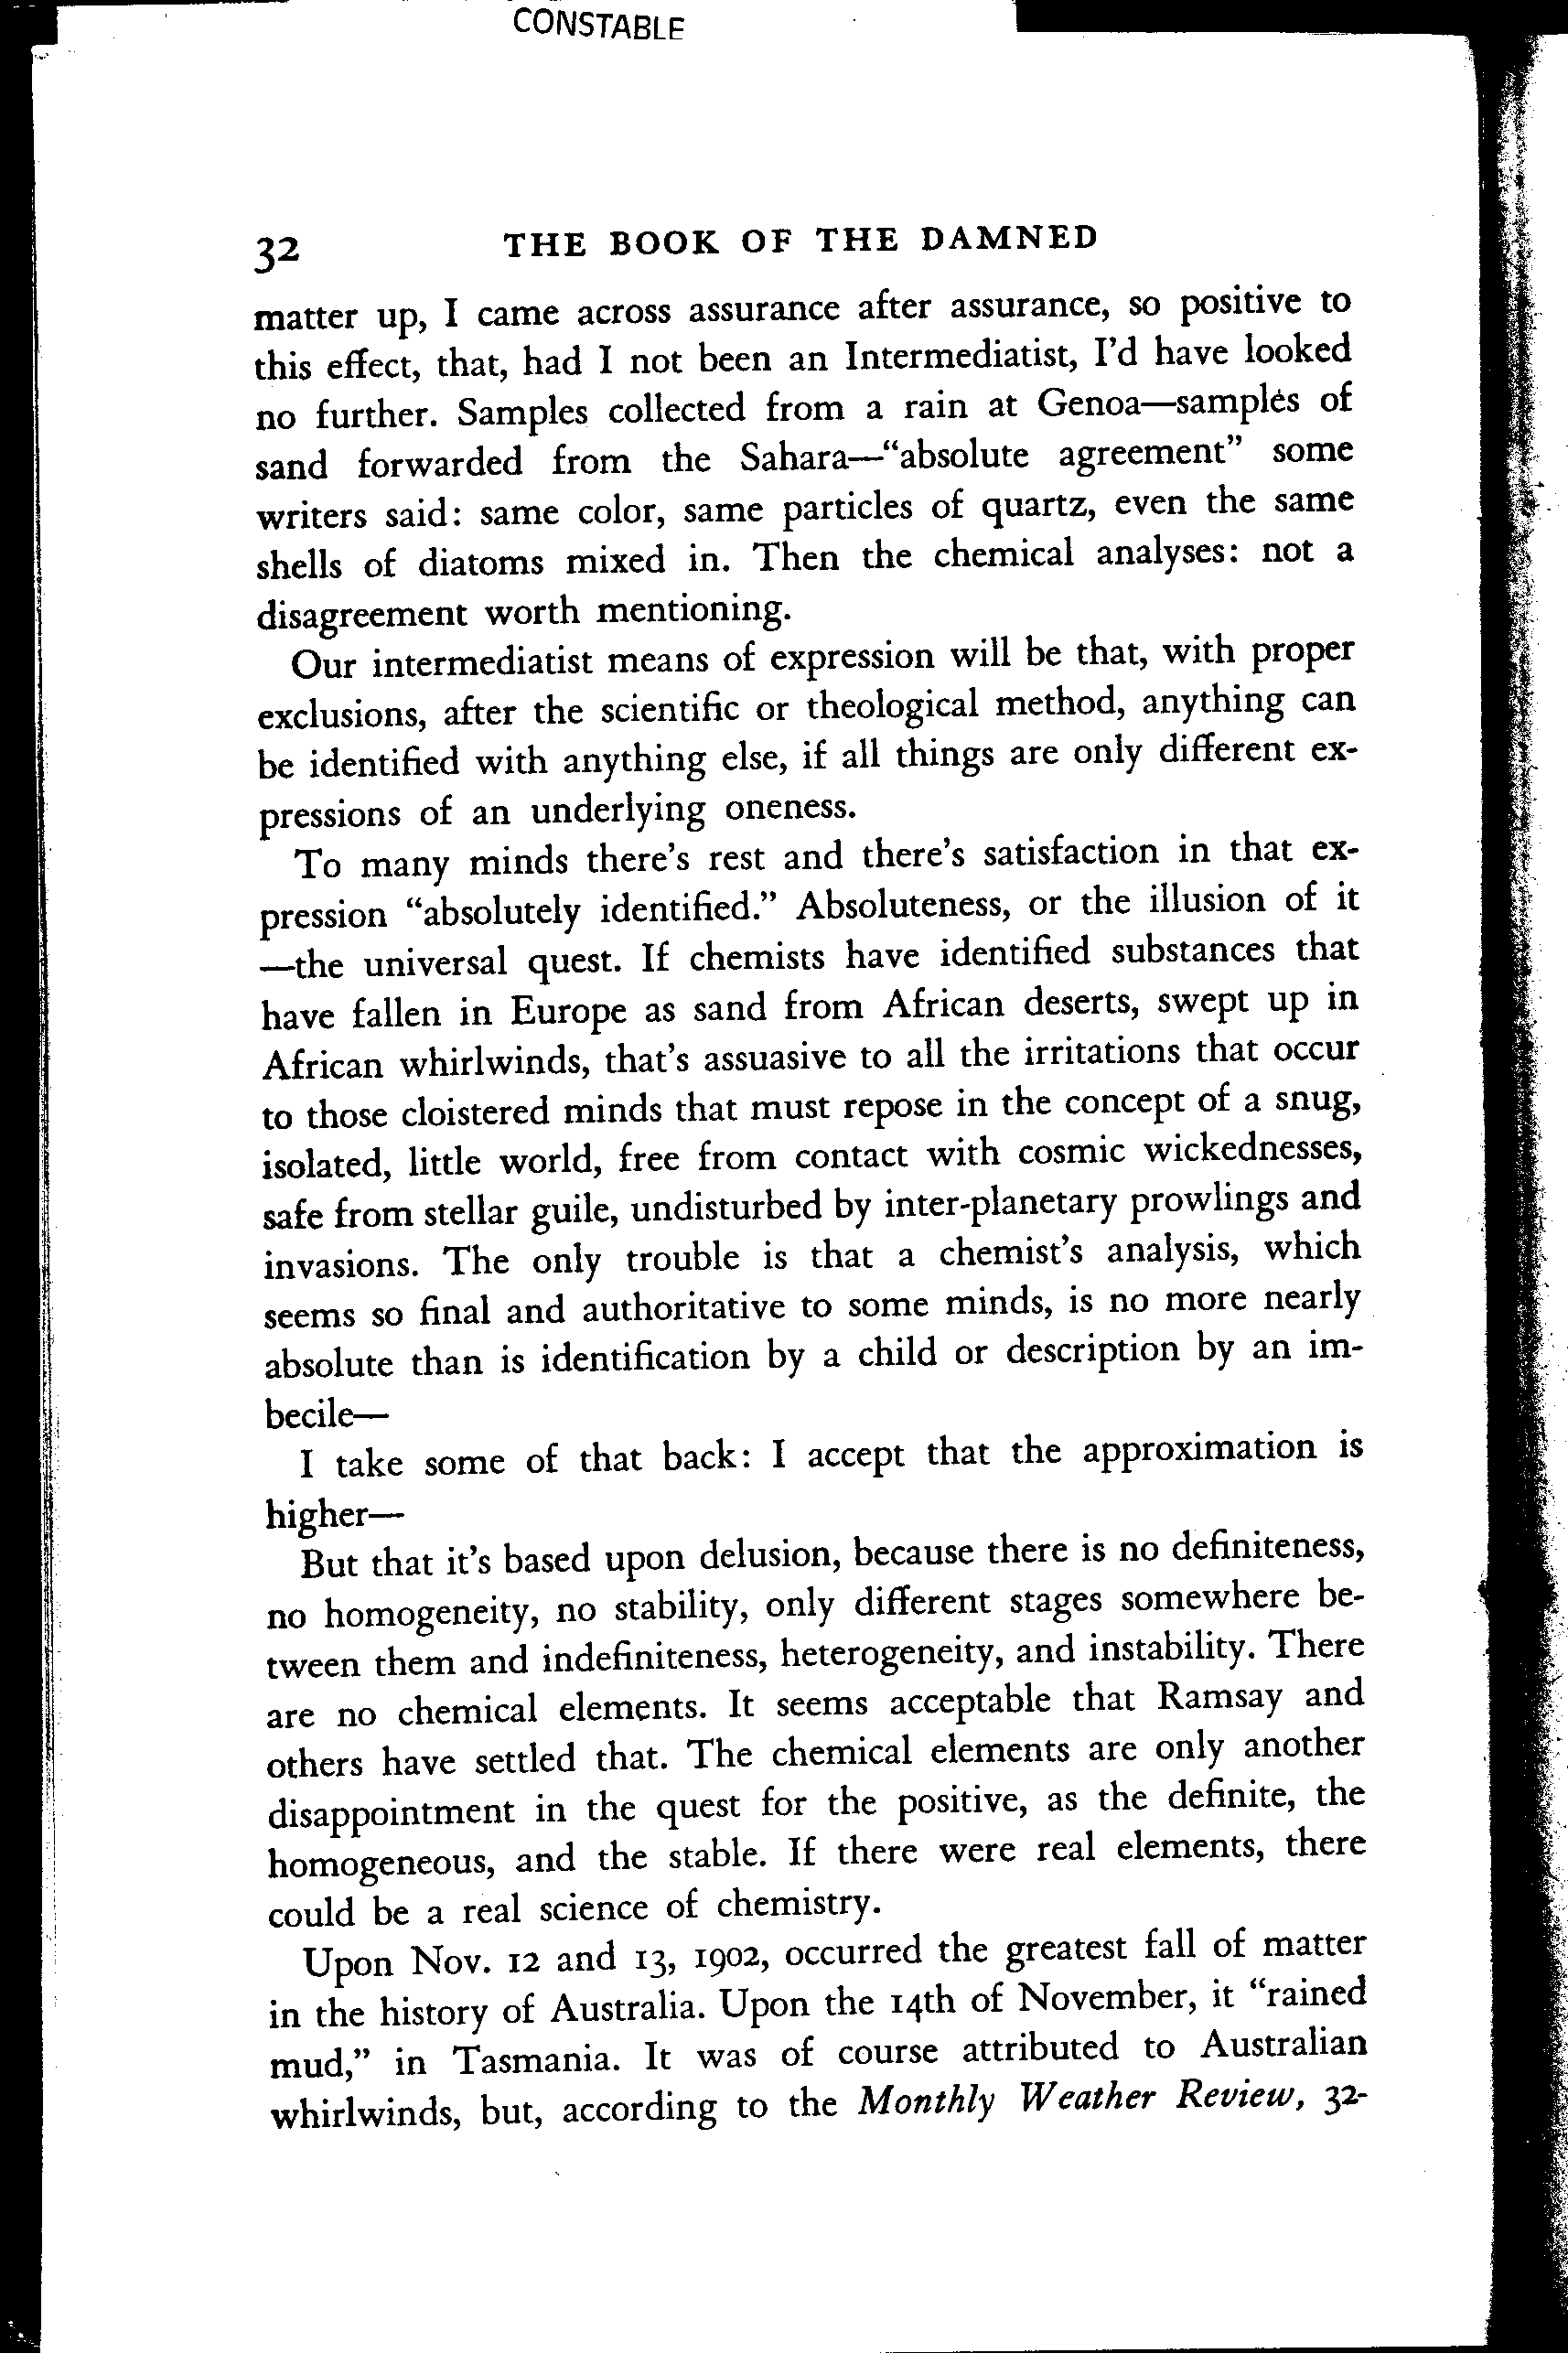 CONSTABLE
32 THE BOOK OF THE DAMNED
matter up, I came across assurance after assurance, so positive to
this effect, that, had I not been an Intermediatist, I'd have looked
no further. Samples collected from a rain at Genoa—samples of
sand forwarded from the Sahara—“absolute agreement” some
writers said: same color, same particles of quartz, even the same
shells of diatoms mixed in. Then the chemical analyses: not a
disagreement worth mentioning.
Our intermediatist means of expression will be that, with proper
exclusions, after the scientific or theological method, anything can
be identified with anything else, if all things are only different ex-
pressions of an underlying oneness.
To many minds there's rest and there's satisfaction in that ex-
pression “absolutely identified.” Absoluteness, or the illusion of it
—the universal quest. If chemists have identified substances that
have fallen in Europe as sand from African deserts, swept up in
African whirlwinds, that's assuasive to all the irritations that occur
to those cloistered minds that must repose in the concept of a snug,
isolated, little world, free from contact with cosmic wickednesses,
safe from stellar guile, undisturbed by inter-planetary prowlings and
invasions. The only trouble is that a chemist's analysis, which
seems so final and authoritative to some minds, is no more nearly
absolute than is identification by a child or description by an im-
becile—
I take some of that back: I accept that the approximation is
higher—
But that it's based upon delusion, because there is no definiteness,
no homogeneity, no stability, only different stages somewhere be-
tween them and indefiniteness, heterogeneity, and instability. There
are no chemical elements. It seems acceptable that Ramsay and
others have settled that. The chemical elements are only another
disappointment in the quest for the positive, as the definite, the
homogeneous, and the stable. If there were real elements, there
could be a real science of chemistry.
Upon Nov. 12 and 13, 1902, occurred the greatest fall of matter
in the history of Australia. Upon the 14th of November, it “rained
mud,” in Tasmania. It was of course attributed to Australian
whirlwinds, but, according to the Monthly Weather Review, 32-